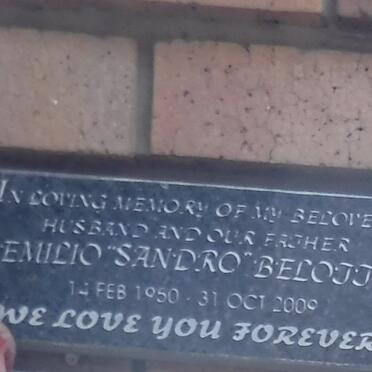 IN LOVING MEMORY OF MY BELOVE
HUSBAND AND OUR FATHER
EMILIO "SANDRO" BELOTT
14 FEB 1950 - 31 OCT 2009
WE LOVE YOU FOREVER